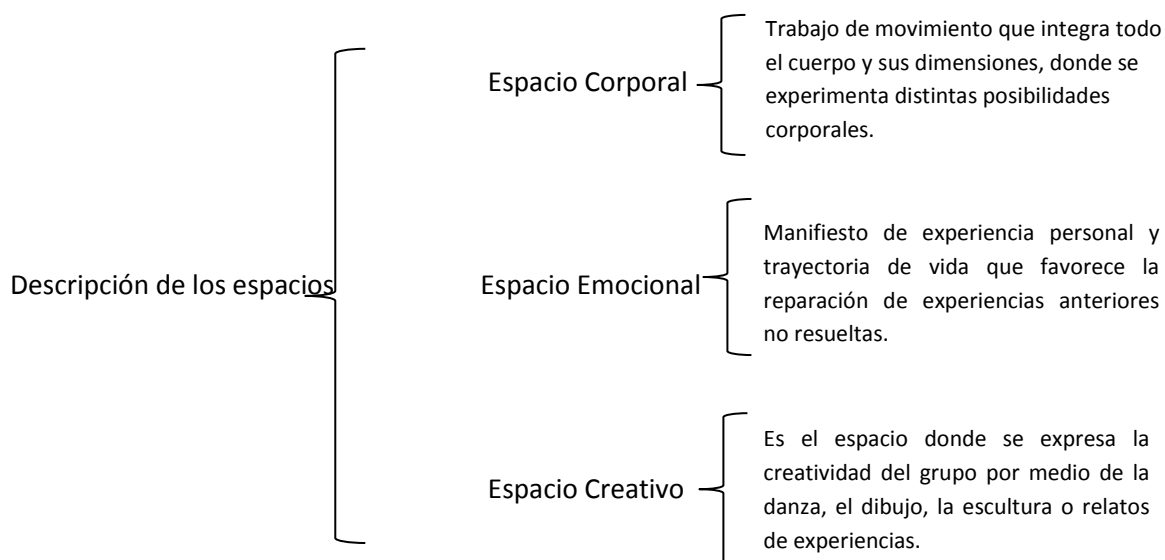 Descripción de los espacios
Espacio Corporal
Trabajo de movimiento que integra todo
el cuerpo y sus dimensiones, donde se
experimenta distintas posibilidades
corporales.
Espacio Emocional
Manifiesto de experiencia personal y
trayectoria de vida que favorece la
reparación de experiencias anteriores
no resueltas.
Espacio Creativo
Es el espacio donde se expresa la
creatividad del grupo por medio de la
danza, el dibujo, la escultura o relatos
de experiencias.